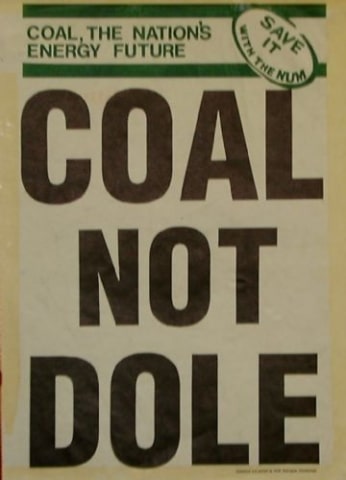 COAL, THE NATION'S
ENERGY FUTURE
SAVE
IT
WITH THE NUM
COAL
NOT
DOLE